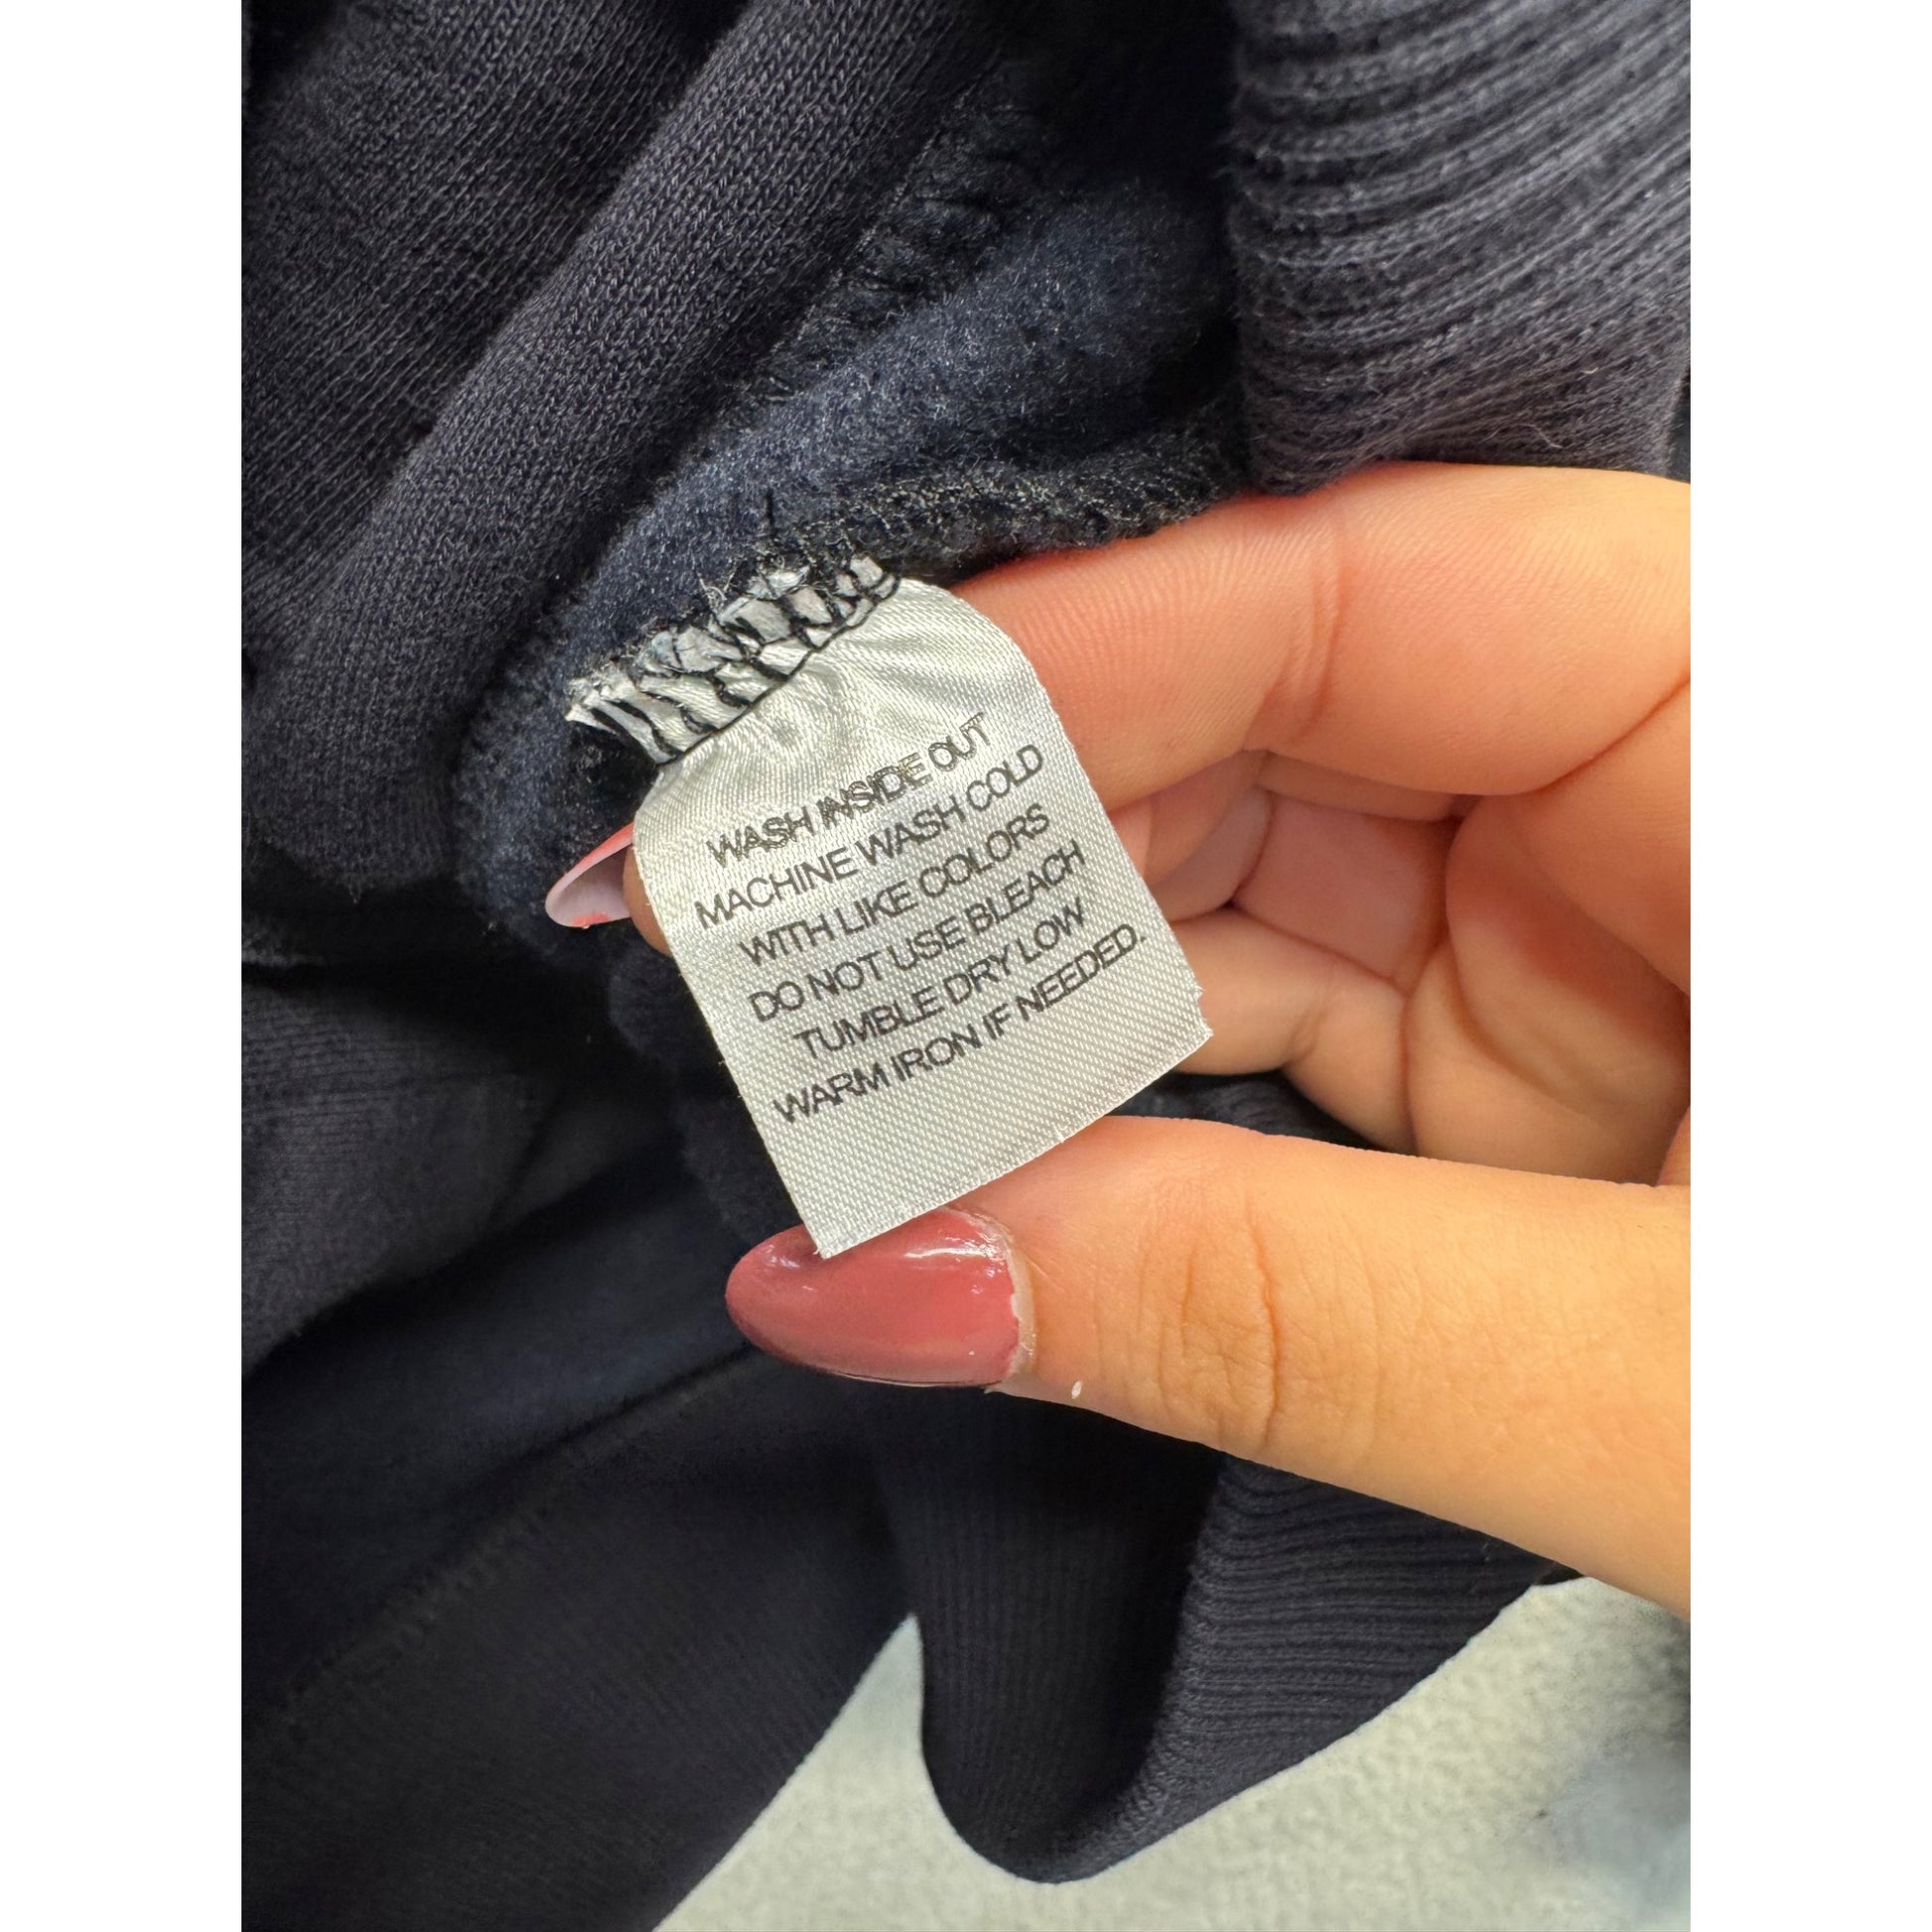 WASH INSIDE OUT
MACHINE WASH COLD
WITH LIKE COLORS
DO NOT USE BLEACH
TUMBLE DRY LOW
WARM IRON IF NEEDED.